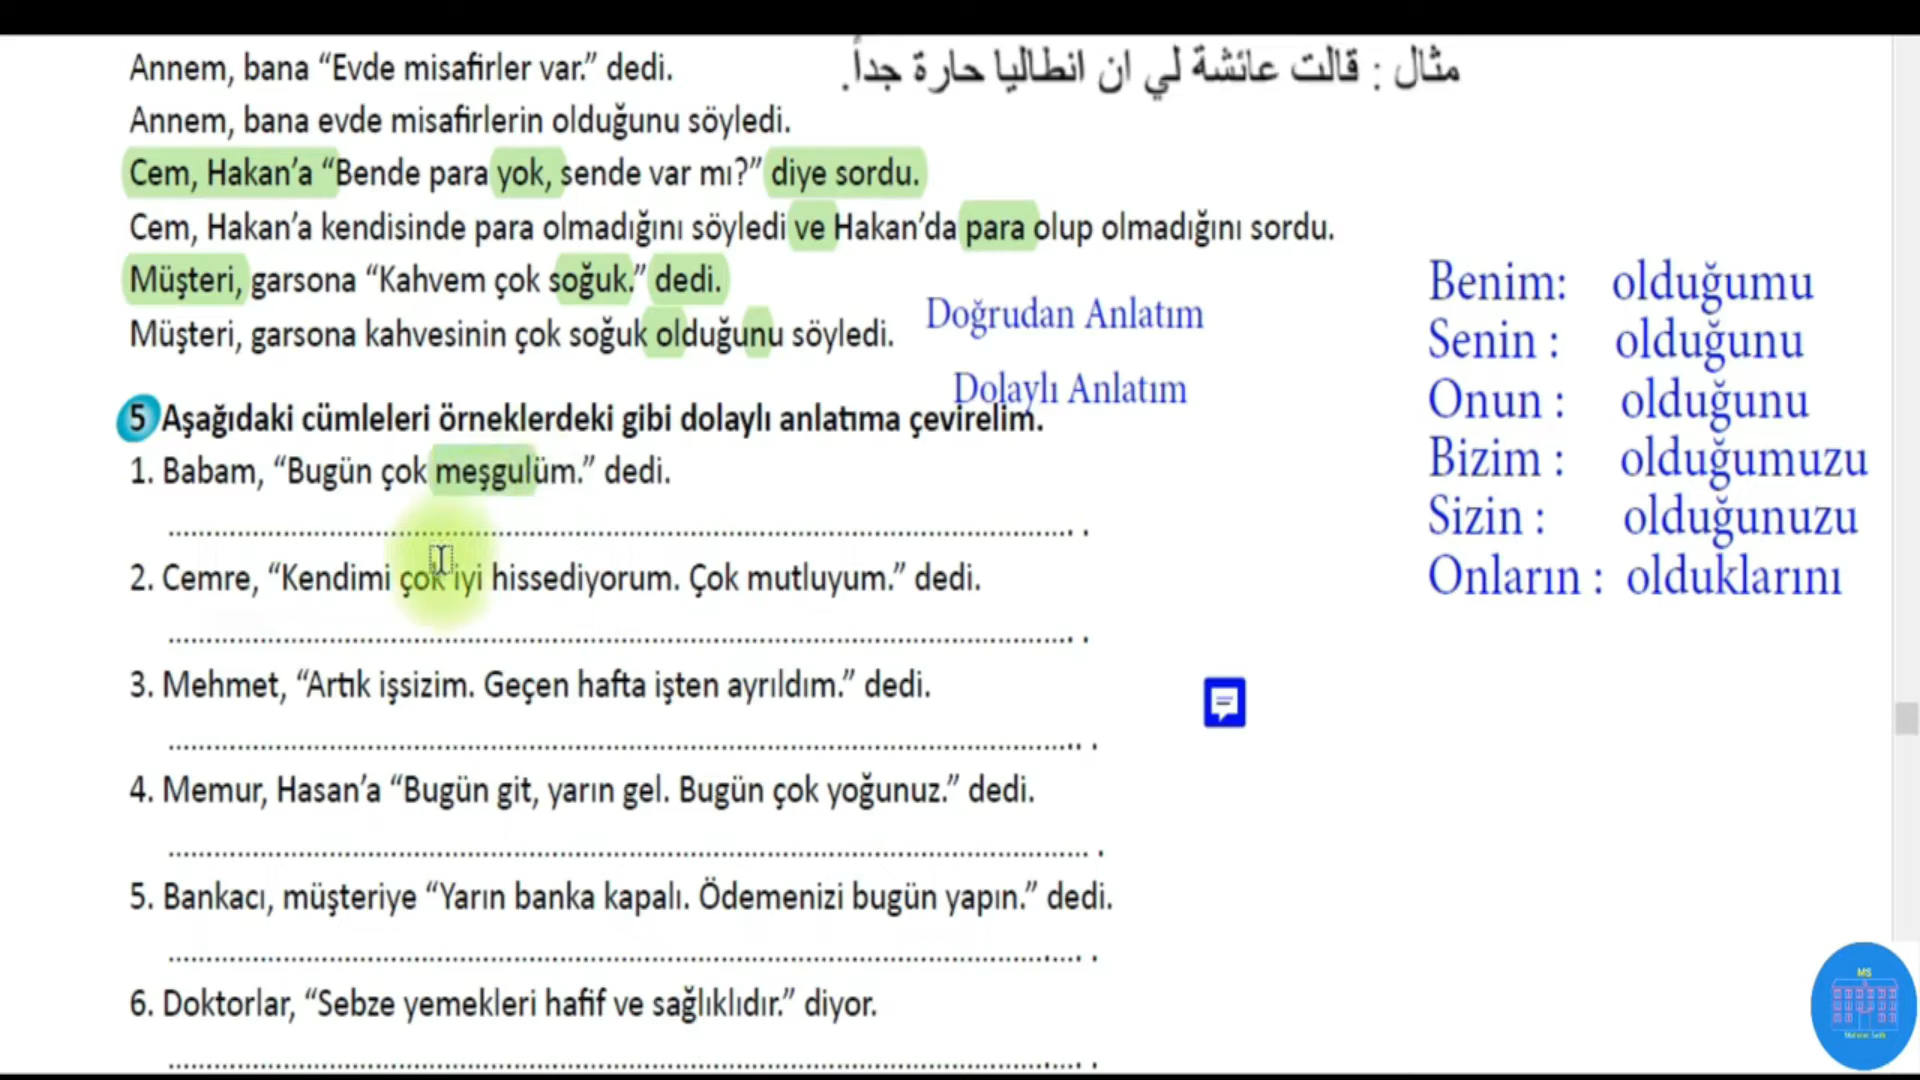 Annem, bana “Evde misafirler var.” dedi.
مثال : قالت عائشة لي ان انطاليا حارة جداً.
Annem, bana evde misafirlerin olduğunu söyledi.
Cem, Hakan’a “Bende para yok, sende var mı?” diye sordu.
Cem, Hakan’a kendisinde para olmadığını söyledi ve Hakan’da para olup olmadığını sordu.
Müşteri, garsona “Kahvem çok soğuk.” dedi.
Müşteri, garsona kahvesinin çok soğuk olduğunu söyledi.
Doğrudan Anlatım
Dolaylı Anlatım
Benim: olduğumu
Senin : olduğunu
Onun : olduğunu
Bizim : olduğumuzu
Sizin : olduğunuzu
Onların : olduklarını
5 Aşağıdaki cümleleri örneklerdeki gibi dolaylı anlatıma çevirelim.
1. Babam, “Bugün çok meşgulüm.” dedi.
2. Cemre, “Kendimi çok iyi hissediyorum. Çok mutluyum.” dedi.
3. Mehmet, “Artık işsizim. Geçen hafta işten ayrıldım.” dedi.
4. Memur, Hasan’a “Bugün git, yarın gel. Bugün çok yoğunuz.” dedi.
5. Bankacı, müşteriye “Yarın banka kapalı. Ödemenizi bugün yapın.” dedi.
6. Doktorlar, “Sebze yemekleri hafif ve sağlıklıdır.” diyor.
MS